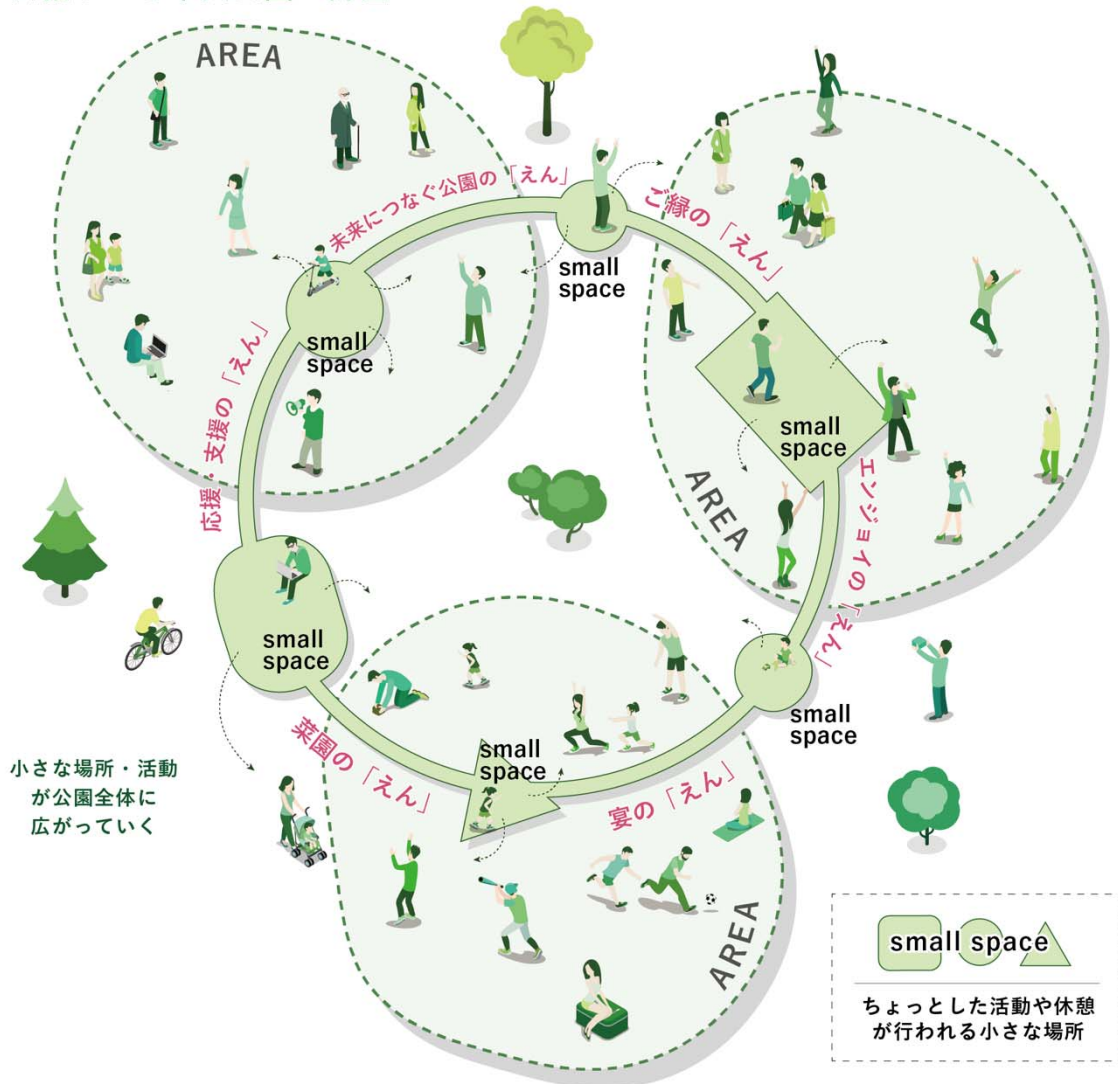 AREA
未来につなぐ公園の「えん」
ご縁の「えん」
small
space
small
space
応援・支援の「えん」
small
space
AREA
エンジョイの「えん」
small
space
small
space
菜園の「えん」
small
space
宴の「えん」
小さな場所・活動
が公園全体に
広がっていく
AREA
small space
ちょっとした活動や休憩
が行われる小さな場所